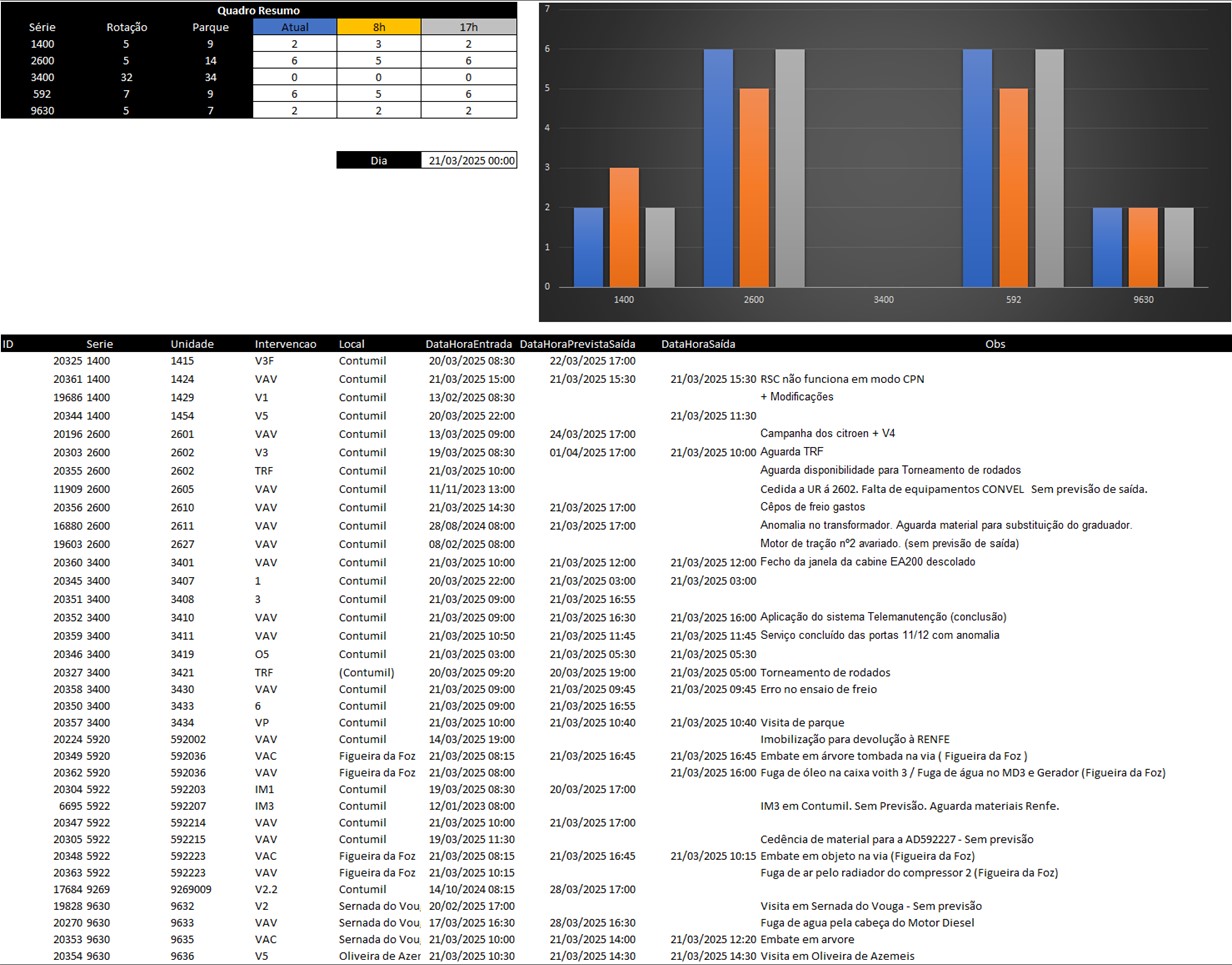 Quadro Resumo
Série Rotação Parque Atual 8h 17h
1400 5 9 2 3 2
2600 5 14 6 5 6
3400 32 34 0 0 0
592 7 9 6 5 6
9630 5 7 2 2 2
Dia 21/03/2025 00:00
7
6
5
4
3
2
1
0
1400 2600 3400 592 9630
ID Serie Unidade Intervencao Local DataHoraEntrada DataHoraPrevistaSaída DataHoraSaída Obs
20325 1400 1415 V3F Contumil 20/03/2025 08:30 22/03/2025 17:00
20361 1400 1424 VAV Contumil 21/03/2025 15:00 21/03/2025 15:30 21/03/2025 15:30 RSC não funciona em modo CPN
19686 1400 1429 V1 Contumil 13/02/2025 08:30 + Modificações
20344 1400 1454 V5 Contumil 20/03/2025 22:00 21/03/2025 11:30
20196 2600 2601 VAV Contumil 13/03/2025 09:00 24/03/2025 17:00 Campanha dos citroen + V4
20303 2600 2602 V3 Contumil 19/03/2025 08:30 01/04/2025 17:00 21/03/2025 10:00 Aguarda TRF
20355 2600 2602 TRF Contumil 21/03/2025 10:00 Aguarda disponibilidade para Torneamento de rodados
11909 2600 2605 VAV Contumil 11/11/2023 13:00 Cedida a UR á 2602. Falta de equipamentos CONVEL Sem previsão de saída.
20356 2600 2610 VAV Contumil 21/03/2025 14:30 21/03/2025 17:00 Cêpos de freio gastos
16880 2600 2611 VAV Contumil 28/08/2024 08:00 21/03/2025 17:00 Anomalia no transformador. Aguarda material para substituição do graduador.
19603 2600 2627 VAV Contumil 08/02/2025 08:00 Motor de tração nº2 avariado. (sem previsão de saída)
20360 3400 3401 VAV Contumil 21/03/2025 10:00 21/03/2025 12:00 21/03/2025 12:00 Fecho da janela da cabine EA200 descolado
20345 3400 3407 1 Contumil 20/03/2025 22:00 21/03/2025 03:00 21/03/2025 03:00
20351 3400 3408 3 Contumil 21/03/2025 09:00 21/03/2025 16:55
20352 3400 3410 VAV Contumil 21/03/2025 09:00 21/03/2025 16:30 21/03/2025 16:00 Aplicação do sistema Telemanutenção (conclusão)
20359 3400 3411 VAV Contumil 21/03/2025 10:50 21/03/2025 11:45 21/03/2025 11:45 Serviço concluído das portas 11/12 com anomalia
20346 3400 3419 O5 Contumil 21/03/2025 03:00 21/03/2025 05:30 21/03/2025 05:30
20327 3400 3421 TRF (Contumil) 20/03/2025 09:20 20/03/2025 19:00 21/03/2025 05:00 Torneamento de rodados
20358 3400 3430 VAV Contumil 21/03/2025 09:00 21/03/2025 09:45 21/03/2025 09:45 Erro no ensaio de freio
20350 3400 3433 6 Contumil 21/03/2025 09:00 21/03/2025 16:55
20357 3400 3434 VP Contumil 21/03/2025 10:00 21/03/2025 10:40 21/03/2025 10:40 Visita de parque
20224 5920 592002 VAV Contumil 14/03/2025 19:00 Imobilização para devolução à RENFE
20349 5920 592036 VAC Figueira da Foz 21/03/2025 08:15 21/03/2025 16:45 21/03/2025 16:45 Embate em árvore tombada na via ( Figueira da Foz )
20362 5920 592036 VAV Figueira da Foz 21/03/2025 08:00 21/03/2025 16:00 Fuga de óleo na caixa voith 3 / Fuga de água no MD3 e Gerador (Figueira da Foz)
20304 5922 592203 IM1 Contumil 19/03/2025 08:30 20/03/2025 17:00
6695 5922 592207 IM3 Contumil 12/01/2023 08:00 IM3 em Contumil. Sem Previsão. Aguarda materiais Renfe.
20347 5922 592214 VAV Contumil 21/03/2025 10:00 21/03/2025 17:00
20305 5922 592215 VAV Contumil 19/03/2025 11:30 Cedência de material para a AD592227 - Sem previsão
20348 5922 592223 VAC Figueira da Foz 21/03/2025 08:15 21/03/2025 16:45 21/03/2025 10:15 Embate em objeto na via (Figueira da Foz)
20363 5922 592223 VAV Figueira da Foz 21/03/2025 10:15 Fuga de ar pelo radiador do compressor 2 (Figueira da Foz)
17684 9269 9269009 V2.2 Contumil 14/10/2024 08:15 28/03/2025 17:00
19828 9630 9632 V2 Sernada do Vou 20/02/2025 17:00 Visita em Sernada do Vouga - Sem previsão
20270 9630 9633 VAV Sernada do Vou 17/03/2025 16:30 28/03/2025 16:30 Fuga de agua pela cabeça do Motor Diesel
20353 9630 9635 VAC Sernada do Vou 21/03/2025 10:00 21/03/2025 14:00 21/03/2025 12:20 Embate em arvore
20354 9630 9636 V5 Oliveira de Azer 21/03/2025 10:30 21/03/2025 14:30 21/03/2025 14:30 Visita em Oliveira de Azemeis